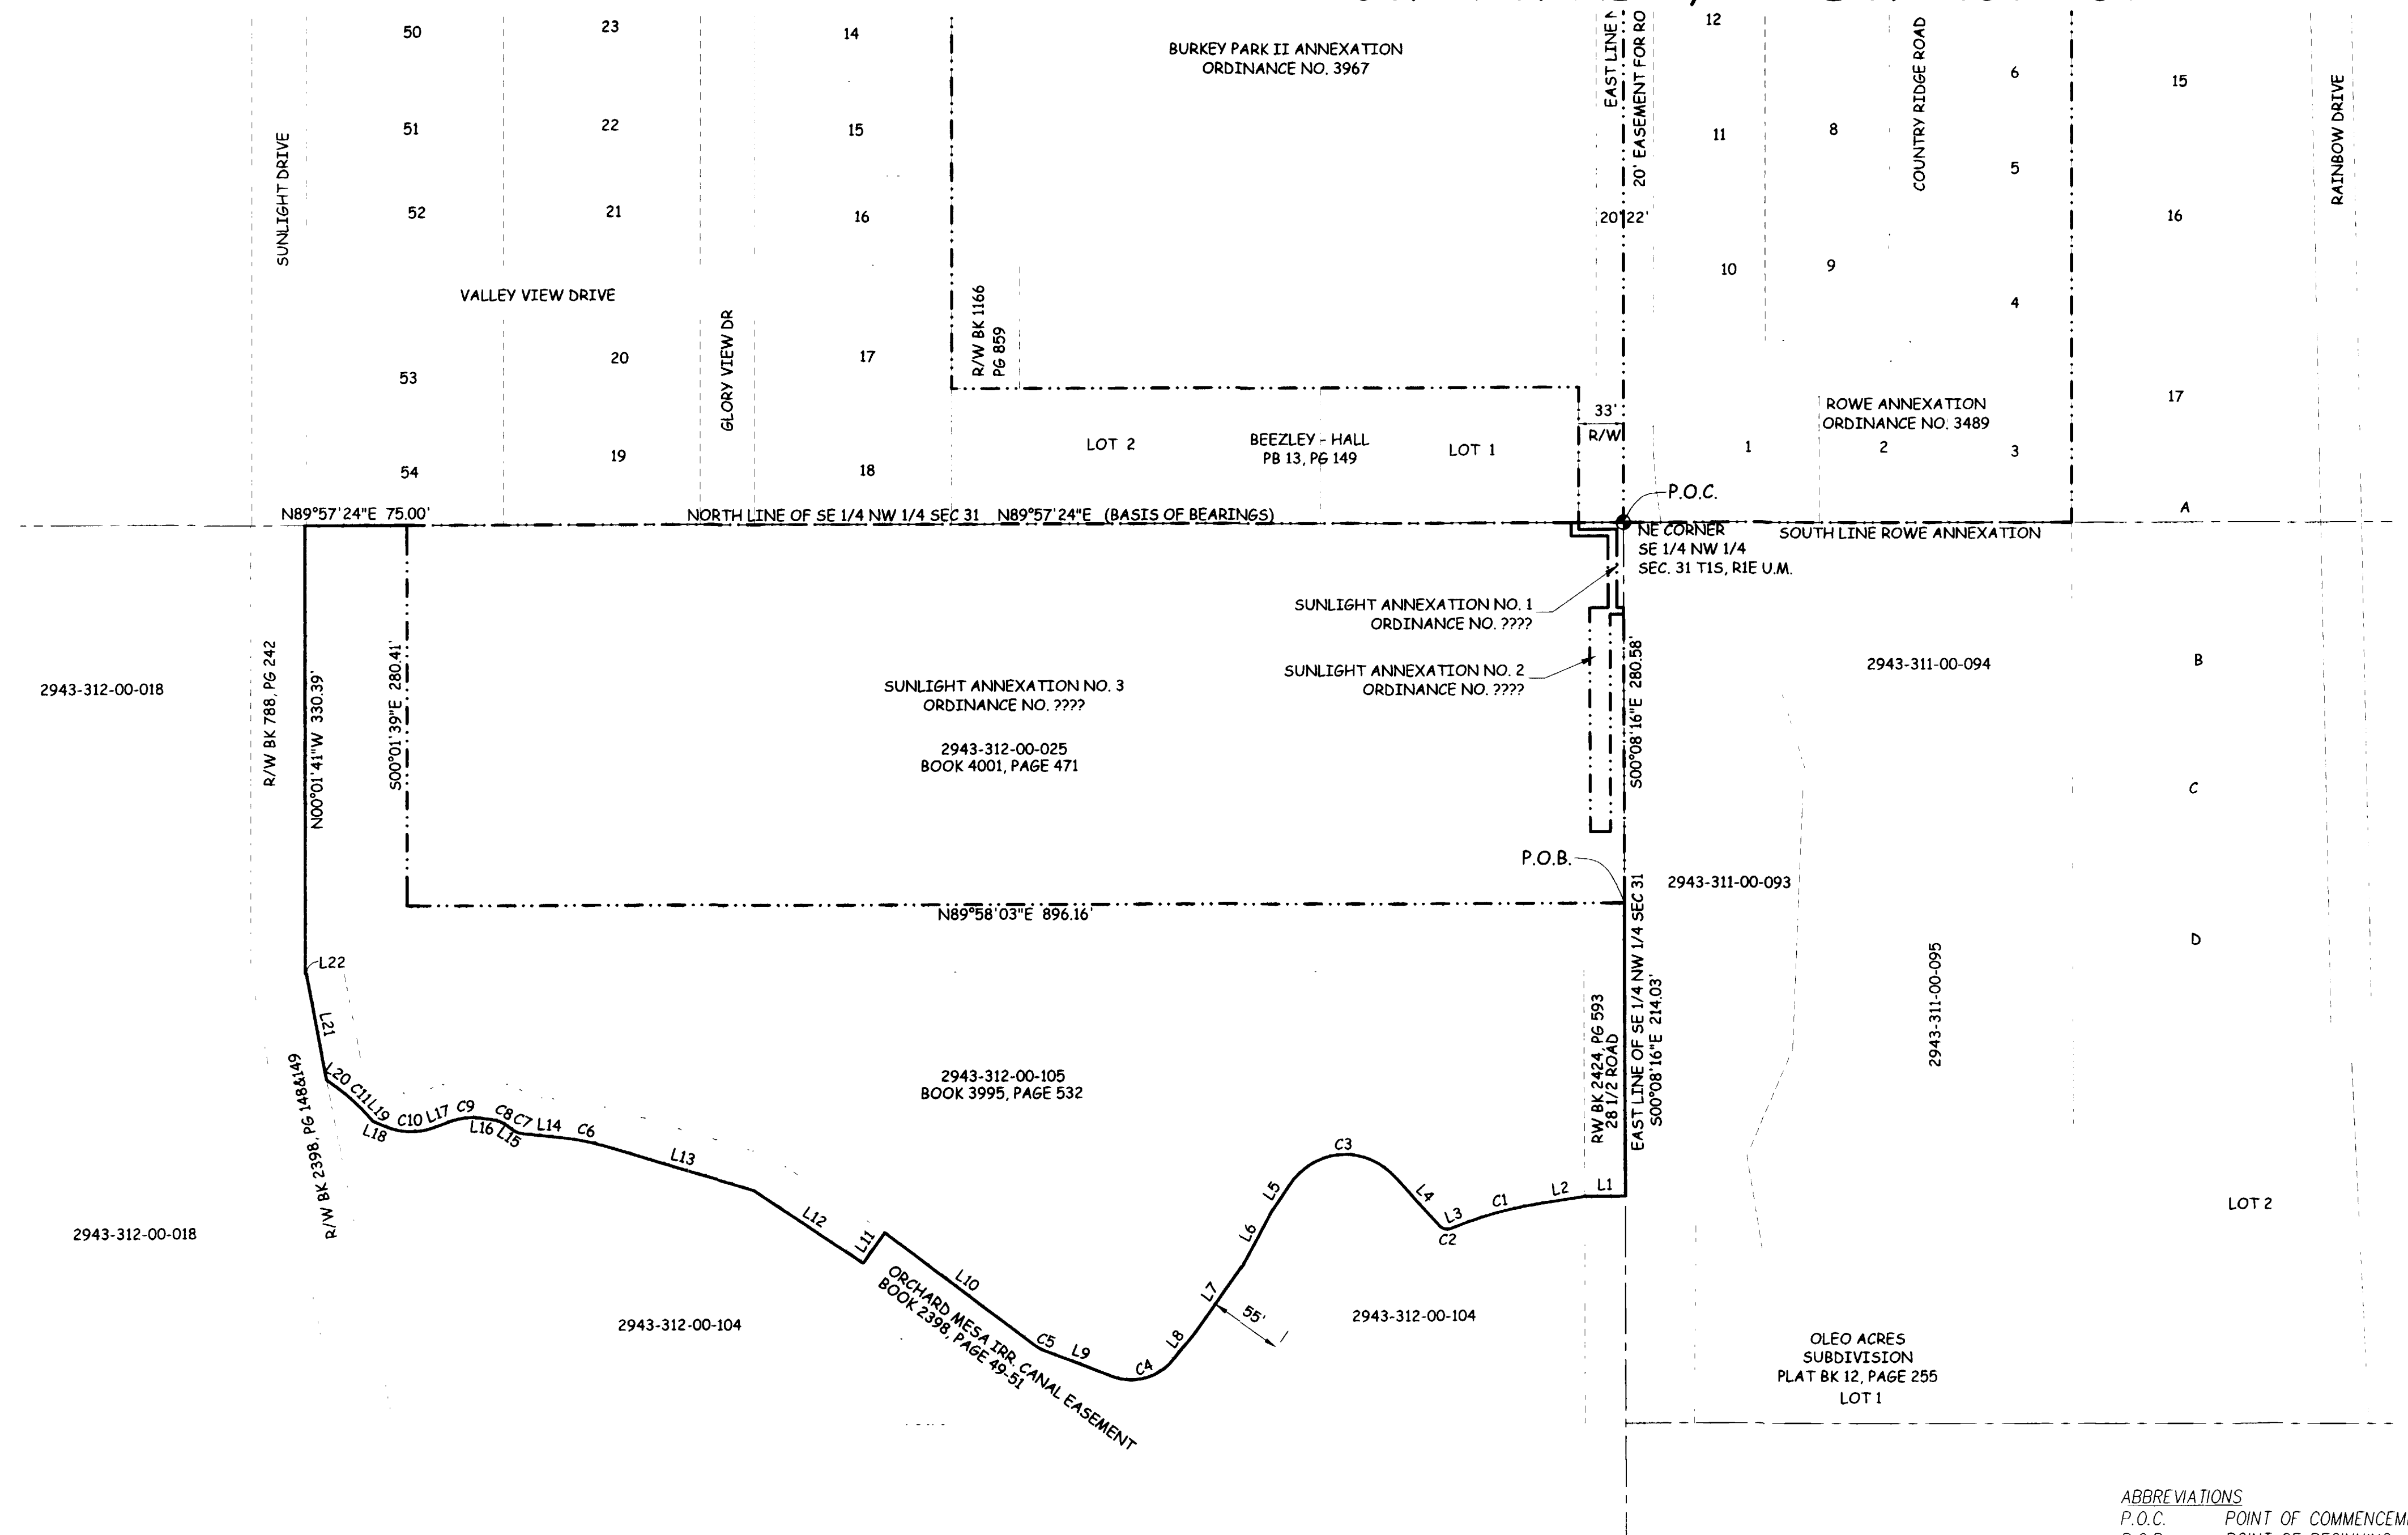 50
23
14
BURKEY PARK II ANNEXATION
ORDINANCE NO. 3967
EAST LINE
20' EASEMENT FOR RO
12
COUNTRY RIDGE ROAD
6
15
RAINBOW DRIVE
SUNLIGHT DRIVE
51
22
15
11
8
5
52
21
16
20'
22'
16
10
9
4
VALLEY VIEW DRIVE
GLORY VIEW DR
R/W BK 1166
PG 859
53
20
17
17
33'
R/W
ROWE ANNEXATION
ORDINANCE NO. 3489
54
19
18
LOT 2
BEEZLEY - HALL
PB 13, PG 149
LOT 1
1
2
3
P.O.C.
N89°57'24"E 75.00'
NORTH LINE OF SE 1/4 NW 1/4 SEC 31 N89°57'24"E (BASIS OF BEARINGS)
A
NE CORNER
SE 1/4 NW 1/4
SEC. 31 T1S, R1E U.M.
SOUTH LINE ROWE ANNEXATION
SUNLIGHT ANNEXATION NO. 1
ORDINANCE NO. ????
SUNLIGHT ANNEXATION NO. 2
ORDINANCE NO. ????
S00°08'16"E 280.58'
2943-311-00-094
B
2943-312-00-018
R/W BK 788, PG 242
N00°01'41"W 330.39'
S00°01'39"E 280.41'
SUNLIGHT ANNEXATION NO. 3
ORDINANCE NO. ????
2943-312-00-025
BOOK 4001, PAGE 471
C
P.O.B.
2943-311-00-093
N89°58'03"E 896.16'
D
L22
L21
R/W BK 2398, PG 148&149
2943-312-00-105
BOOK 3995, PAGE 532
RW BK 2424, PG 593
28 1/2 ROAD
EAST LINE OF SE 1/4 NW 1/4 SEC 31
S00°08'16"E 214.03'
2943-311-00-095
L20
C11
L19
L18
C10
L17
C9
L16
C8
L15
C7
L14
C6
L13
L12
L11
L10
C5
L9
C4
L8
L7
L6
L5
C3
L4
L3
C2
C1
L2
L1
55'
LOT 2
2943-312-00-018
ORCHARD MESA IRR. CANAL EASEMENT
BOOK 2398, PAGE 49-51
2943-312-00-104
2943-312-00-104
OLEO ACRES
SUBDIVISION
PLAT BK 12, PAGE 255
LOT 1
ABBREVIATIONS
P.O.C. POINT OF COMMENCEM